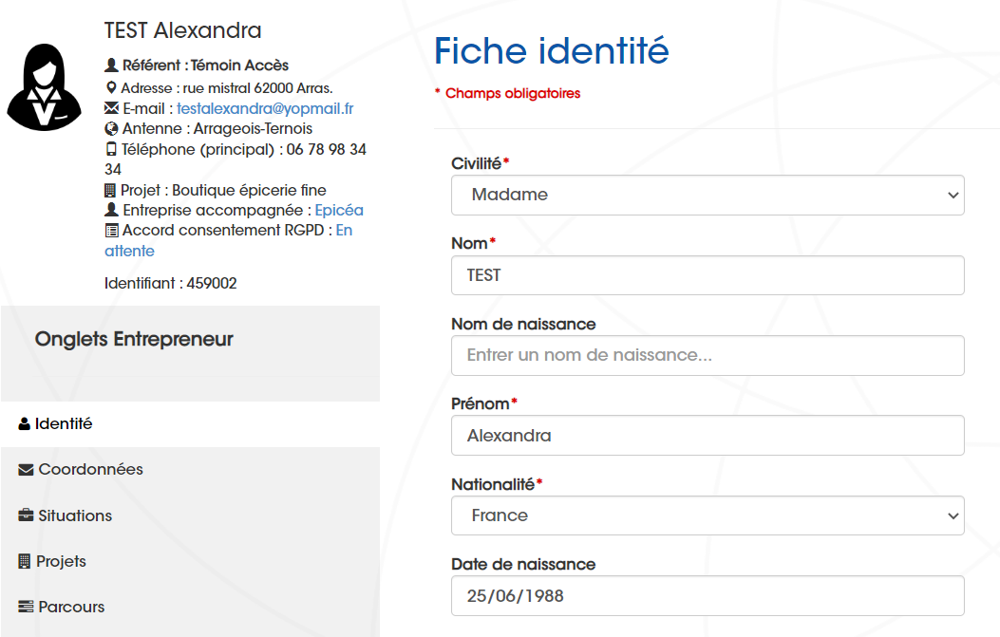 TEST Alexandra
Référent : Témoin Accès
Adresse : rue mistral 62000 Arras.
E-mail : testalexandra@yopmail.fr
Antenne : Arrageois-Ternois
Téléphone (principal) : 06 78 98 34
34
Projet : Boutique épicerie fine
Entreprise accompagnée : Epicéa
Accord consentement RGPD : En
attente
Identifiant : 459002
Onglets Entrepreneur
Identité
Coordonnées
Situations
Projets
Parcours
Fiche identité
* Champs obligatoires
Civilité*
Madame
Nom*
TEST
Nom de naissance
Entrer un nom de naissance...
Prénom*
Alexandra
Nationalité*
France
Date de naissance
25/06/1988